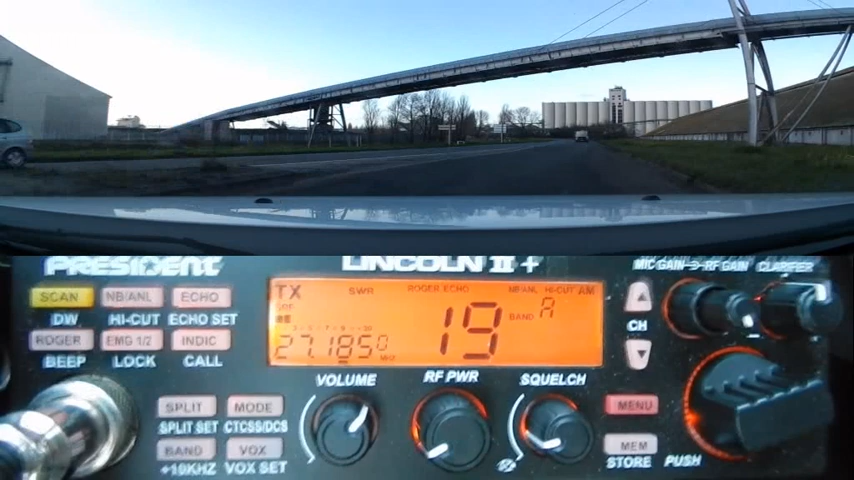 PRESIDENT
LINCOLN II+
MIC GAIN RF GAIN CLARIFIER
SCAN NB/ANL ECHO
DW HI-CUT ECHO SET
ROGER EMG 1/2 INDIC
BEEP LOCK CALL
TX SWR ROGER ECHO NB/ANL HI-CUT AM
27.1850 MHz 19 BAND A
CH
VOLUME RF PWR SQUELCH
SPLIT MODE
SPLIT SET CTCSS/DCS
BAND VOX
+10KHZ VOX SET
MENU
MEM
STORE PUSH